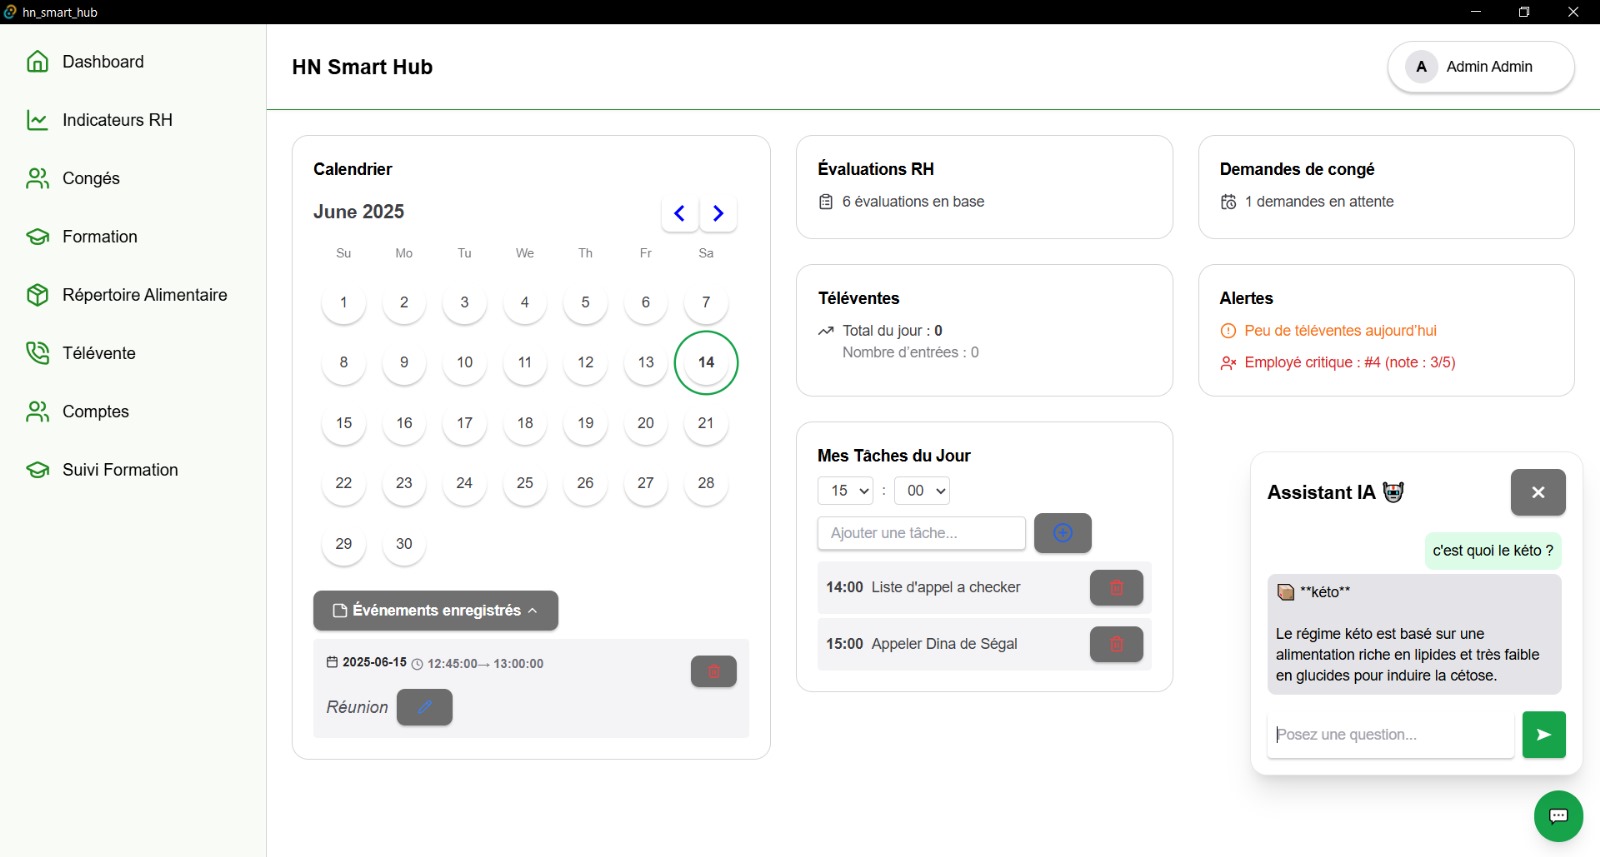 hn_smart_hub
Dashboard
Indicateurs RH
Congés
Formation
Répertoire Alimentaire
Télévente
Comptes
Suivi Formation
HN Smart Hub
A Admin Admin
Calendrier
June 2025
Su Mo Tu We Th Fr Sa
1 2 3 4 5 6 7
8 9 10 11 12 13 14
15 16 17 18 19 20 21
22 23 24 25 26 27 28
29 30
Événements enregistrés
2025-06-15 12:45:00→ 13:00:00
Réunion
Évaluations RH
6 évaluations en base
Demandes de congé
1 demandes en attente
Téléventes
Total du jour : 0
Nombre d'entrées : 0
Alertes
Peu de téléventes aujourd'hui
Employé critique : #4 (note : 3/5)
Mes Tâches du Jour
15 : 00
Ajouter une tâche...
14:00 Liste d'appel a checker
15:00 Appeler Dina de Ségal
Assistant IA
c'est quoi le kéto ?
**kéto**
Le régime kéto est basé sur une
alimentation riche en lipides et très faible
en glucides pour induire la cétose.
Posez une question...